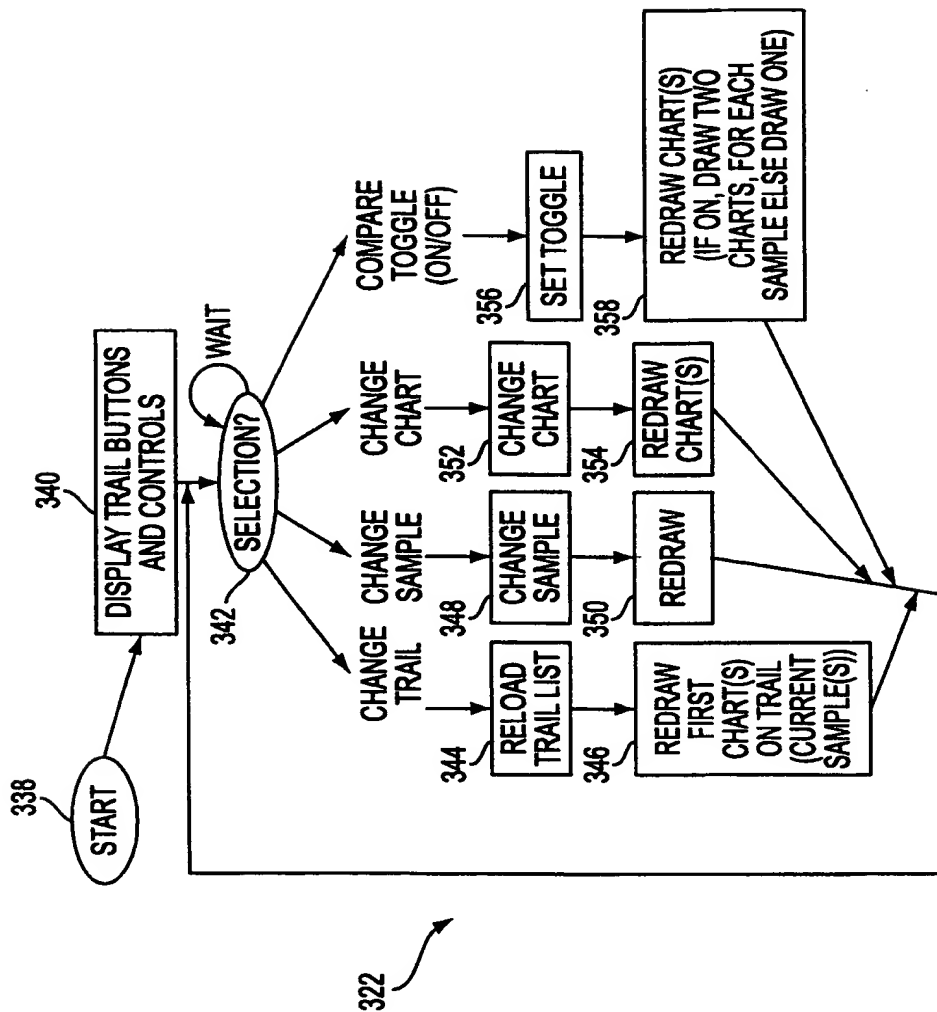 338
START
340
DISPLAY TRAIL BUTTONS
AND CONTROLS
342
SELECTION?
WAIT
CHANGE
TRAIL
CHANGE
SAMPLE
CHANGE
CHART
COMPARE
TOGGLE
(ON/OFF)
344
RELOAD
TRAIL LIST
348
CHANGE
SAMPLE
352
CHANGE
CHART
356
SET TOGGLE
346
REDRAW
FIRST
CHART(S)
ON TRAIL
(CURRENT
SAMPLE(S))
350
REDRAW
354
REDRAW
CHART(S)
358
REDRAW CHART(S)
(IF ON, DRAW TWO
CHARTS, FOR EACH
SAMPLE ELSE DRAW ONE)
322